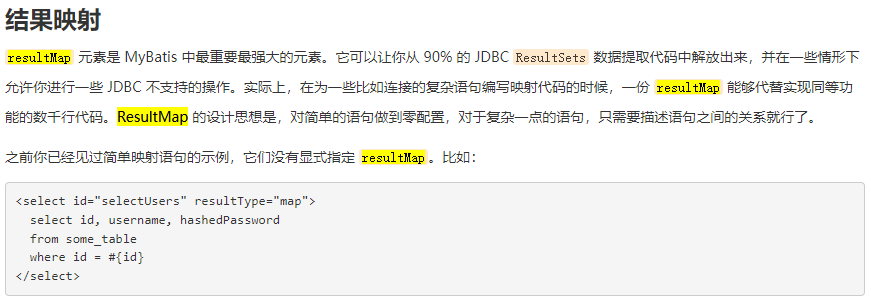 结果映射
resultMap 元素是 MyBatis 中最重要最强大的元素。它可以让你从 90% 的 JDBC ResultSets 数据提取代码中解放出来，并在一些情形下
允许你进行一些 JDBC 不支持的操作。实际上，在为一些比如连接的复杂语句编写映射代码的时候，一份 resultMap 能够代替实现同等功
能的数千行代码。ResultMap 的设计思想是，对简单的语句做到零配置，对于复杂一点的语句，只需要描述语句之间的关系就行了。
之前你已经见过简单映射语句的示例，它们没有显式指定 resultMap。比如：
<select id="selectUsers" resultType="map">
  select id, username, hashedPassword
  from some_table
  where id = #{id}
</select>